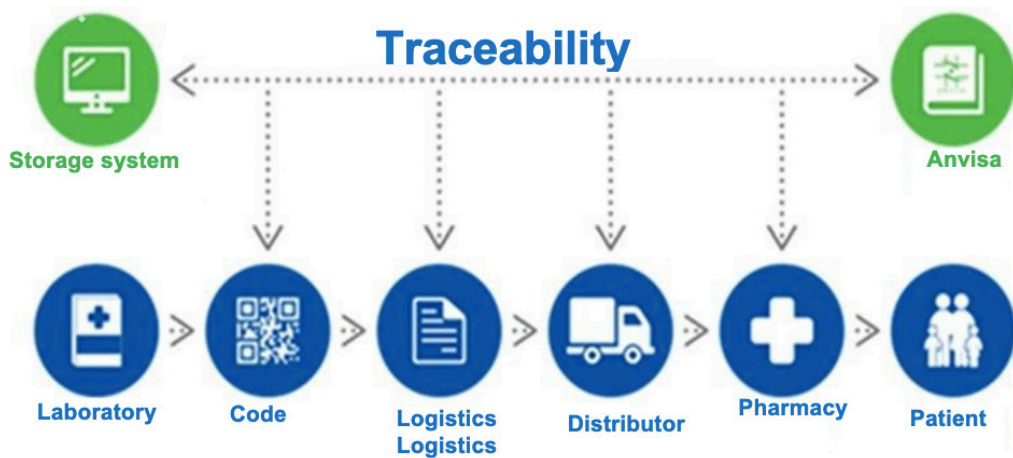 Traceability
Storage system
Anvisa
Laboratory
Code
Logistics
Logistics
Distributor
Pharmacy
Patient